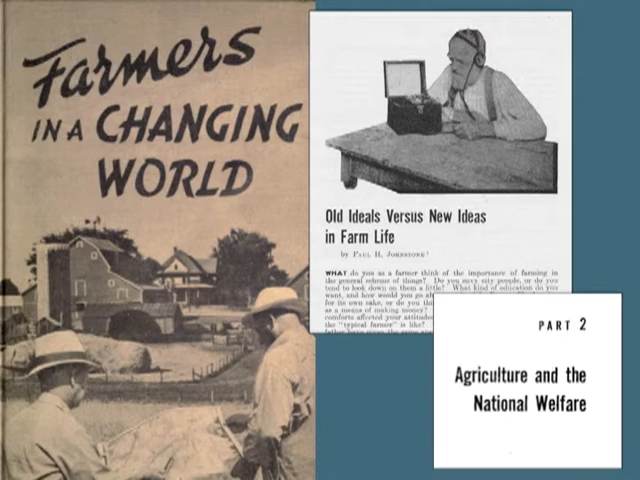 Farmers
IN A CHANGING
WORLD
Old Ideals Versus New Ideas
in Farm Life
by PAUL H. JOHNSTONE
WHAT do you as a farmer think of the importance of farming in
the general scheme of things? Do you envy city people, or do you
tend to look down on them a little? What kind of education do you
want, and how would you go
for its own sake, or do you
as a means of making money?
comforts affected your
the "typical farmer" is like?
PART 2
Agriculture and the
National Welfare